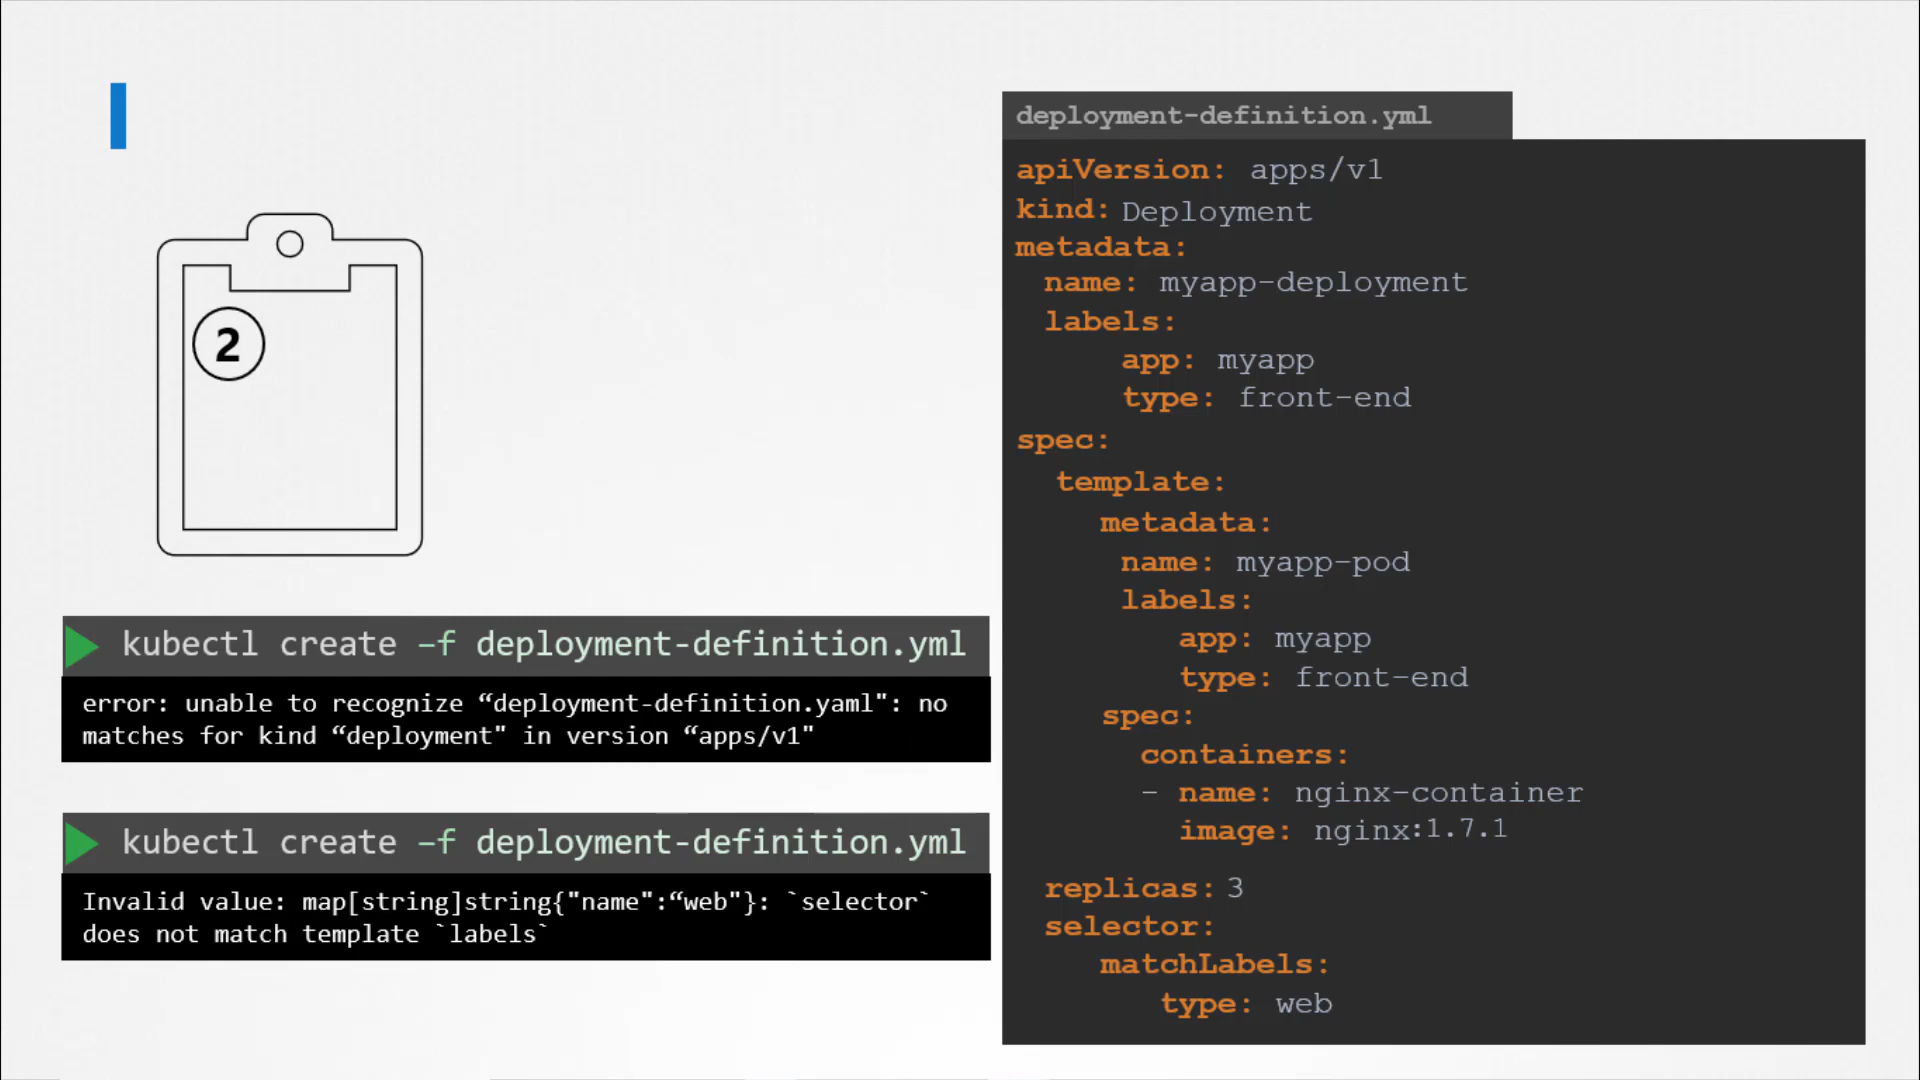 2
kubectl create –f deployment-definition.yml
error: unable to recognize “deployment-definition.yaml": no
matches for kind “deployment" in version “apps/v1"
kubectl create –f deployment-definition.yml
Invalid value: map[string]string{"name":“web"}: `selector`
does not match template `labels`
deployment-definition.yml
apiVersion: apps/v1
kind: Deployment
metadata:
  name: myapp-deployment
  labels:
    app: myapp
    type: front-end
spec:
  template:
    metadata:
      name: myapp-pod
      labels:
        app: myapp
        type: front-end
    spec:
      containers:
      - name: nginx-container
        image: nginx:1.7.1
  replicas: 3
  selector:
    matchLabels:
      type: web